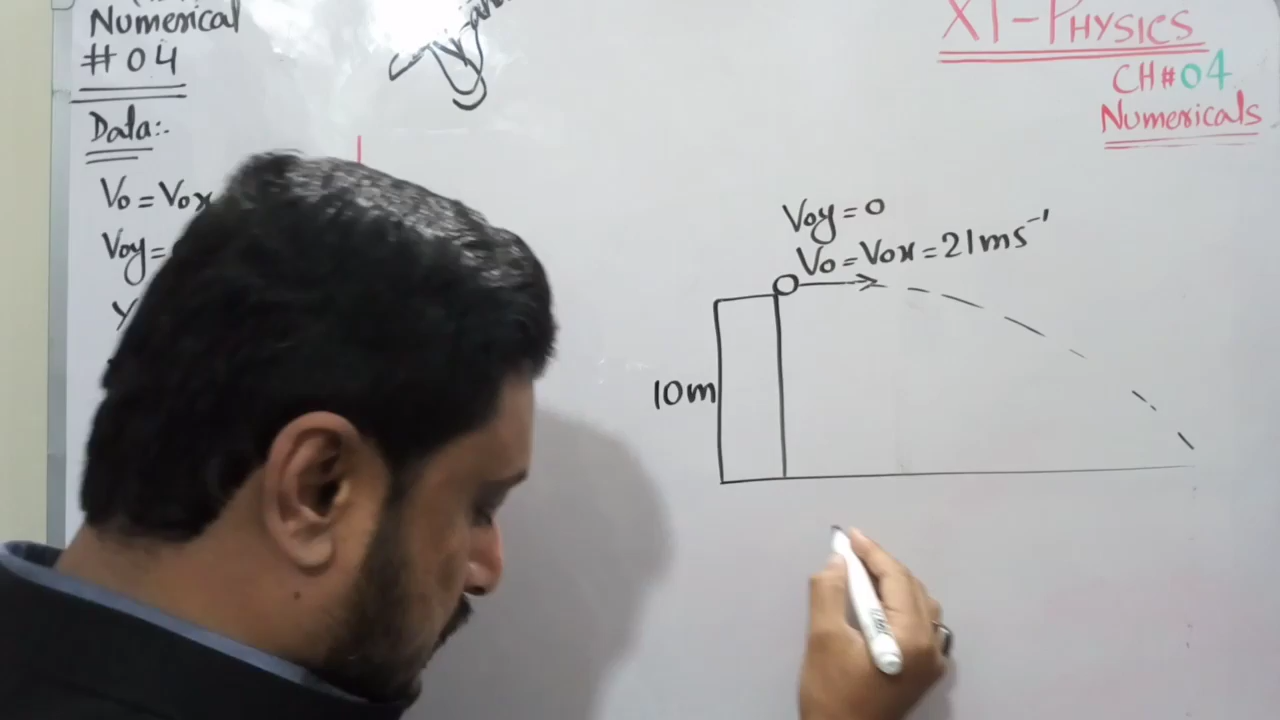 Numerical
# 04
Data:-
Vo = Vox
Voy =
XI - PHYSICS
CH # 04
Numericals
Voy = 0
Vo = Vox = 21ms⁻¹
10m